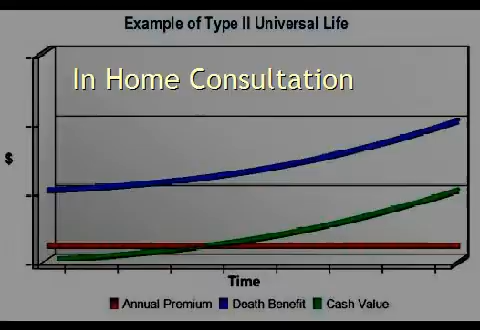 Example of Type II Universal Life
In Home Consultation
$
Time
Annual Premium Death Benefit Cash Value